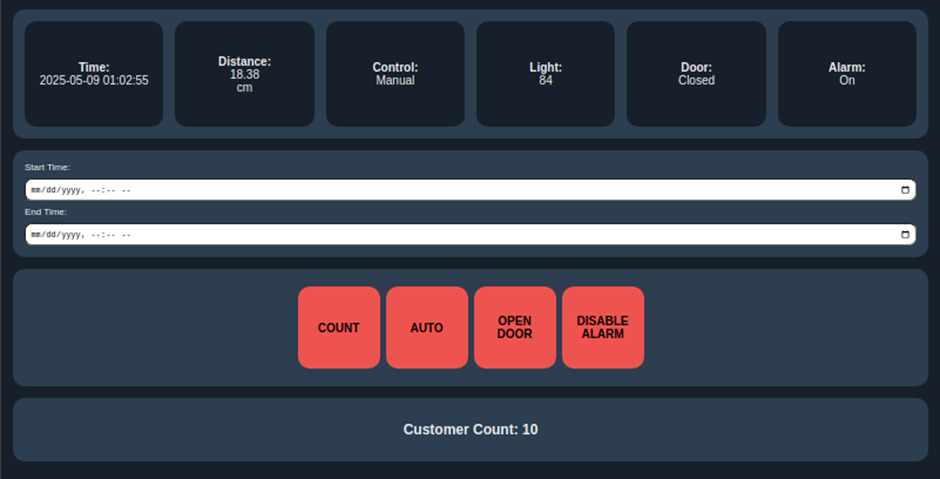 Time:
2025-05-09 01:02:55
Distance:
18.38
cm
Control:
Manual
Light:
84
Door:
Closed
Alarm:
On
Start Time:
mm/dd/yyyy, --:-- --
End Time:
mm/dd/yyyy, --:-- --
COUNT
AUTO
OPEN
DOOR
DISABLE
ALARM
Customer Count: 10